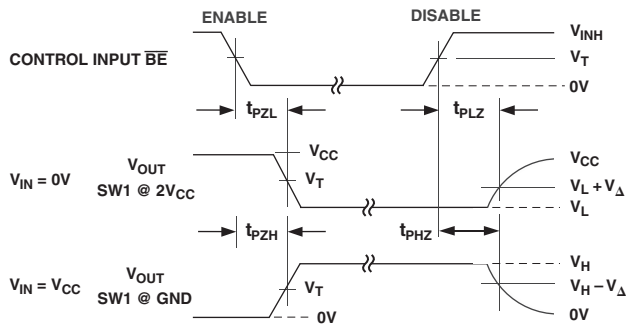 ENABLE DISABLE
V_INH
CONTROL INPUT B̅E̅ V_T
0V
t_PZL t_PLZ
V_OUT V_CC V_CC
V_IN = 0V V_T V_L + V_Δ
SW1 @ 2V_CC V_L
t_PZH t_PHZ
V_OUT V_H
V_IN = V_CC V_T V_H – V_Δ
SW1 @ GND 0V 0V